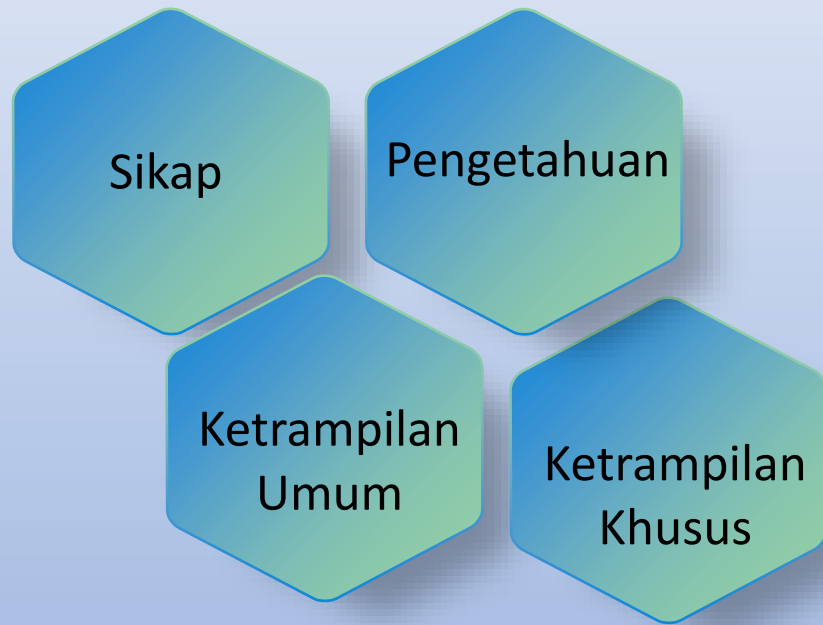 Sikap
Pengetahuan
Ketrampilan
Umum
Ketrampilan
Khusus